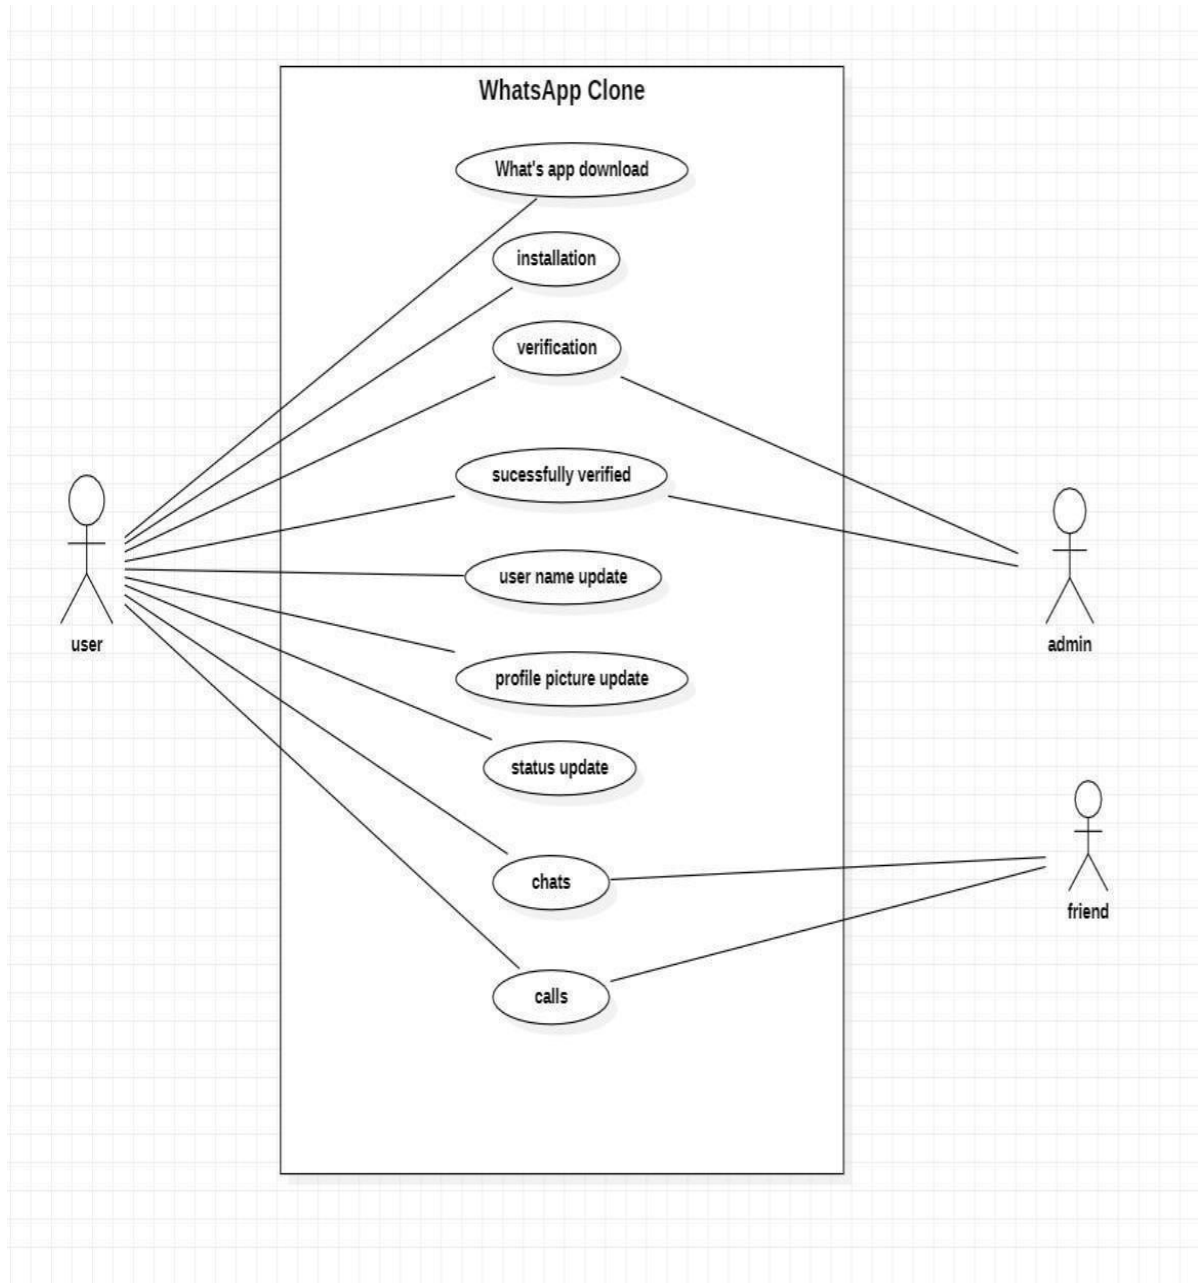 WhatsApp Clone
What's app download
installation
verification
sucessfully verified
user name update
user
admin
profile picture update
status update
chats
friend
calls